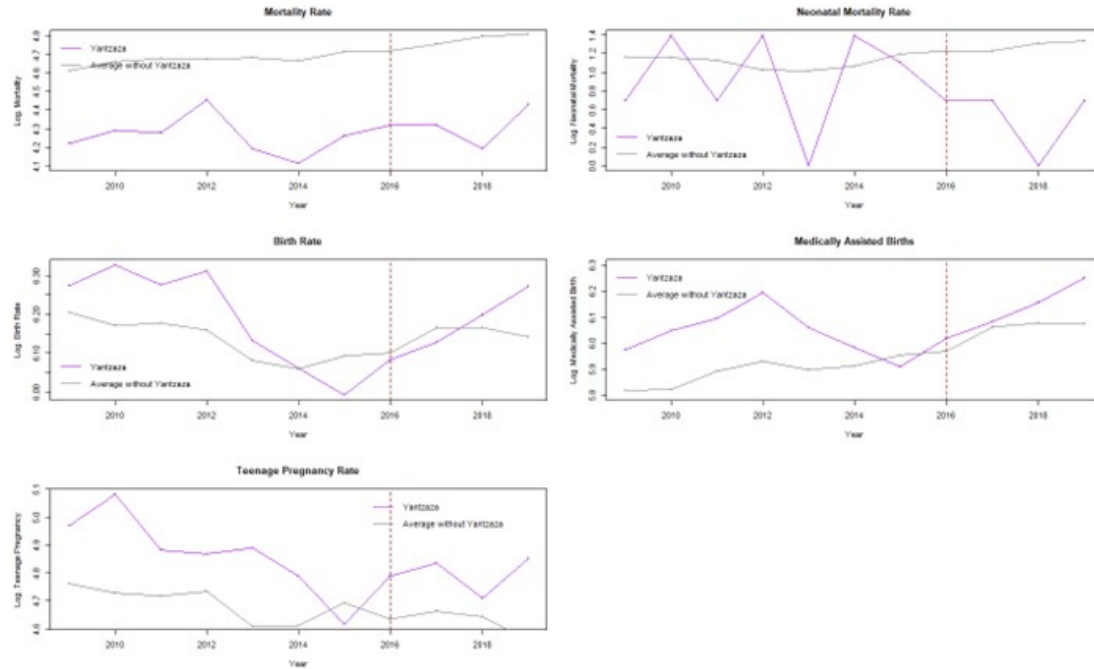 Mortality Rate
Log. Mortality
4.1 4.2 4.3 4.4 4.5 4.6 4.7 4.8
Yantzaza
Average without Yantzaza
2010 2012 2014 2016 2018
Year
Neonatal Mortality Rate
Log. Neonatal Mortality
0.0 0.2 0.4 0.6 0.8 1.0 1.2 1.4
Yantzaza
Average without Yantzaza
2010 2012 2014 2016 2018
Year
Birth Rate
Log. Birth Rate
6.00 6.10 6.20 6.30
Yantzaza
Average without Yantzaza
2010 2012 2014 2016 2018
Year
Medically Assisted Births
Log. Medically Assisted Birth
5.8 5.9 6.0 6.1 6.2 6.3
Yantzaza
Average without Yantzaza
2010 2012 2014 2016 2018
Year
Teenage Pregnancy Rate
Log. Teenage Pregnancy
4.6 4.7 4.8 4.9 5.0 5.1
Yantzaza
Average without Yantzaza
2010 2012 2014 2016 2018
Year